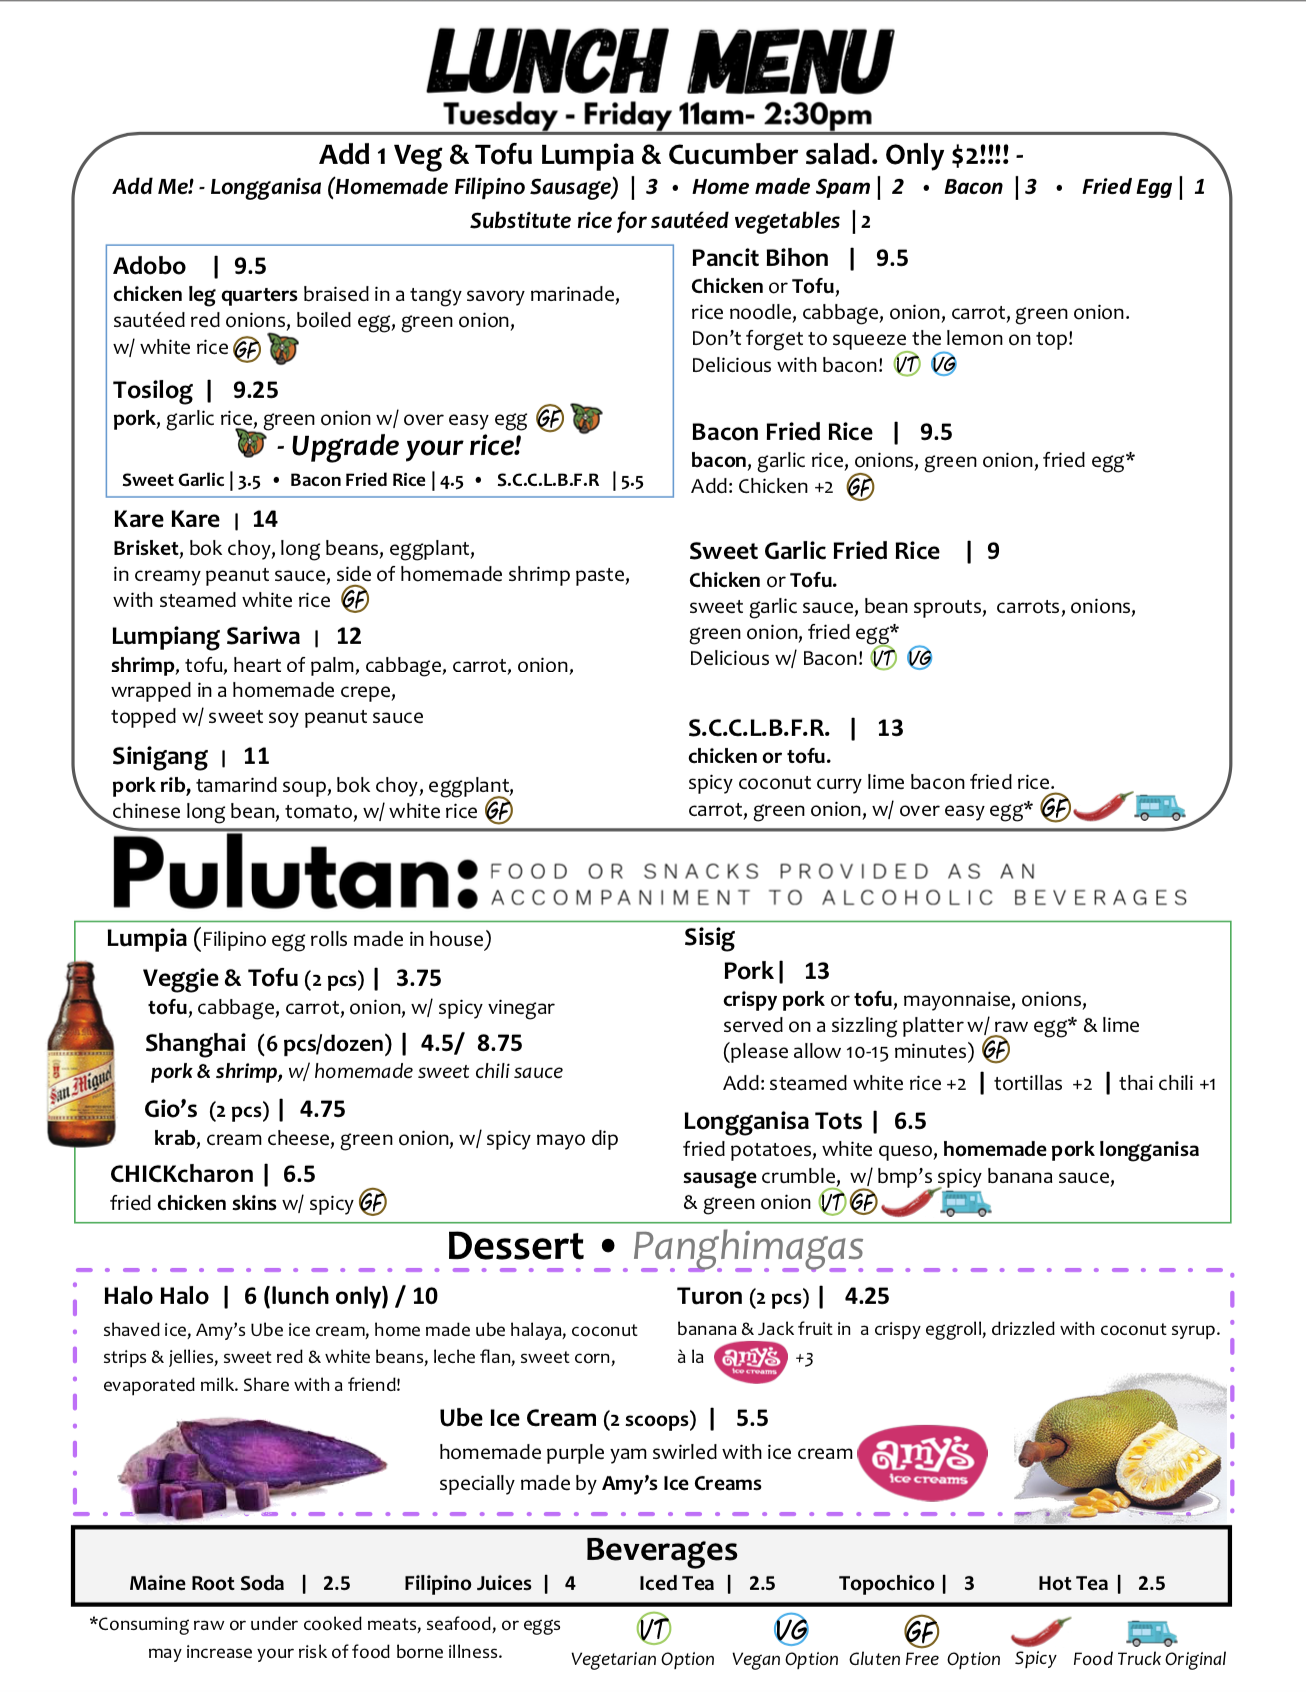 LUNCH MENU
Tuesday - Friday 11am- 2:30pm
Add 1 Veg & Tofu Lumpia & Cucumber salad. Only $2!!!! -
Add Me! - Longganisa (Homemade Filipino Sausage) | 3 • Home made Spam | 2 • Bacon | 3 • Fried Egg | 1
Substitute rice for sautéed vegetables | 2
Adobo | 9.5
chicken leg quarters braised in a tangy savory marinade,
sautéed red onions, boiled egg, green onion,
w/ white rice GF
Tosilog | 9.25
pork, garlic rice, green onion w/ over easy egg GF
- Upgrade your rice!
Sweet Garlic | 3.5 • Bacon Fried Rice | 4.5 • S.C.C.L.B.F.R | 5.5
Kare Kare | 14
Brisket, bok choy, long beans, eggplant,
in creamy peanut sauce, side of homemade shrimp paste,
with steamed white rice GF
Lumpiang Sariwa | 12
shrimp, tofu, heart of palm, cabbage, carrot, onion,
wrapped in a homemade crepe,
topped w/ sweet soy peanut sauce
Sinigang | 11
pork rib, tamarind soup, bok choy, eggplant,
chinese long bean, tomato, w/ white rice GF
Pancit Bihon | 9.5
Chicken or Tofu,
rice noodle, cabbage, onion, carrot, green onion.
Don't forget to squeeze the lemon on top!
Delicious with bacon! VT VG
Bacon Fried Rice | 9.5
bacon, garlic rice, onions, green onion, fried egg*
Add: Chicken +2 GF
Sweet Garlic Fried Rice | 9
Chicken or Tofu.
sweet garlic sauce, bean sprouts, carrots, onions,
green onion, fried egg*
Delicious w/ Bacon! VT VG
S.C.C.L.B.F.R. | 13
chicken or tofu.
spicy coconut curry lime bacon fried rice.
carrot, green onion, w/ over easy egg* GF
Pulutan: FOOD OR SNACKS PROVIDED AS AN
ACCOMPANIMENT TO ALCOHOLIC BEVERAGES
Lumpia (Filipino egg rolls made in house)
Veggie & Tofu (2 pcs) | 3.75
tofu, cabbage, carrot, onion, w/ spicy vinegar
Shanghai (6 pcs/dozen) | 4.5/ 8.75
pork & shrimp, w/ homemade sweet chili sauce
Gio's (2 pcs) | 4.75
krab, cream cheese, green onion, w/ spicy mayo dip
CHICKcharon | 6.5
fried chicken skins w/ spicy GF
San Miguel
Sisig
Pork | 13
crispy pork or tofu, mayonnaise, onions,
served on a sizzling platter w/ raw egg* & lime
(please allow 10-15 minutes) GF
Add: steamed white rice +2 | tortillas +2 | thai chili +1
Longganisa Tots | 6.5
fried potatoes, white queso, homemade pork longganisa
sausage crumble, w/ bmp's spicy banana sauce,
& green onion VT GF
Dessert • Panghimagas
Halo Halo | 6 (lunch only) / 10
shaved ice, Amy's Ube ice cream, home made ube halaya, coconut
strips & jellies, sweet red & white beans, leche flan, sweet corn,
evaporated milk. Share with a friend!
Turon (2 pcs) | 4.25
banana & Jack fruit in a crispy eggroll, drizzled with coconut syrup.
à la amy's ice creams +3
Ube Ice Cream (2 scoops) | 5.5
homemade purple yam swirled with ice cream
specially made by Amy's Ice Creams
amy's
ice creams
Beverages
Maine Root Soda | 2.5 Filipino Juices | 4 Iced Tea | 2.5 Topochico | 3 Hot Tea | 2.5
*Consuming raw or under cooked meats, seafood, or eggs
may increase your risk of food borne illness.
VT VG GF
Vegetarian Option Vegan Option Gluten Free Option Spicy Food Truck Original